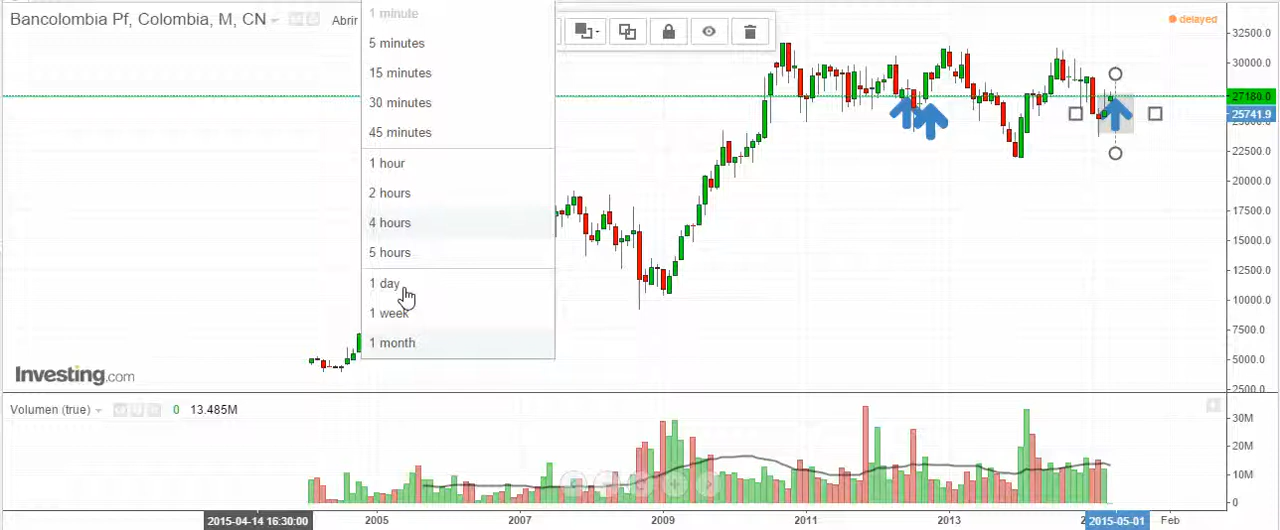 Bancolombia Pf, Colombia, M, CN
Abrir
1 minute
5 minutes
15 minutes
30 minutes
45 minutes
1 hour
2 hours
4 hours
5 hours
1 day
1 week
1 month
delayed
32500.0
30000.0
27180.0
25741.9
22500.0
20000.0
17500.0
15000.0
12500.0
10000.0
7500.0
5000.0
2500.0
Investing.com
Volumen (true)
0
13.485M
30M
20M
10M
0
2015-04-14 16:30:00
2005
2007
2009
2011
2013
2015-05-01
Feb